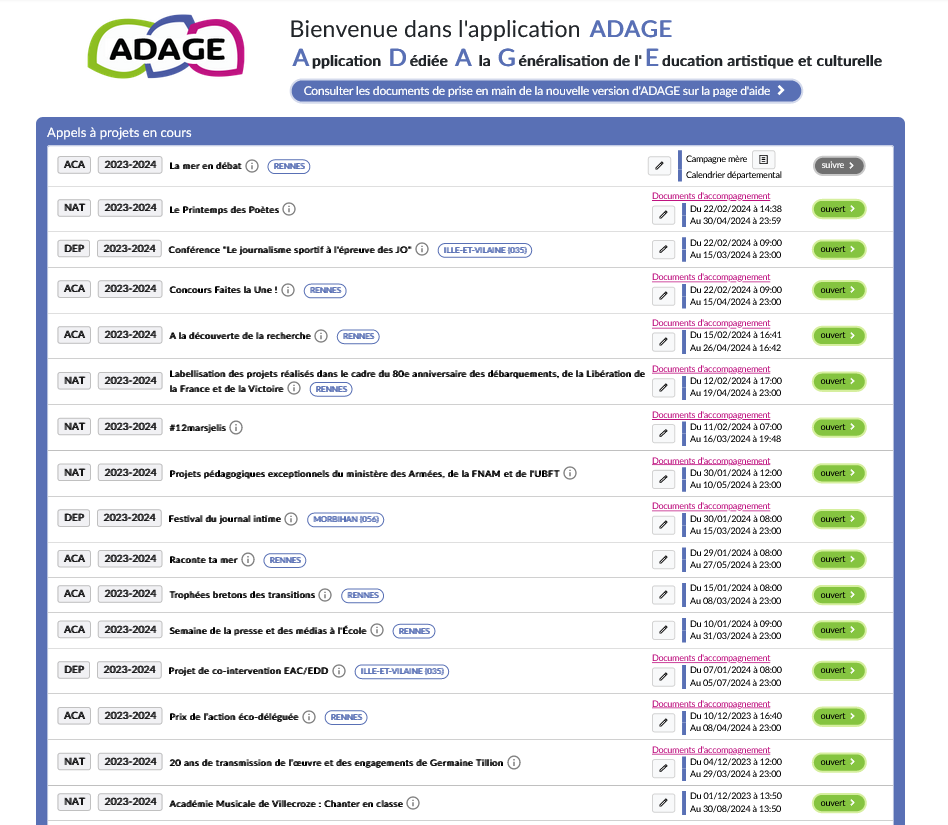 ADAGE
Bienvenue dans l'application ADAGE
Application Dédiée A la Généralisation de l'Education artistique et culturelle
Consulter les documents de prise en main de la nouvelle version d'ADAGE sur la page d'aide
Appels à projets en cours
ACA 2023-2024 La mer en débat RENNES Campagne mère suivre
Calendrier départemental
Documents d'accompagnement
NAT 2023-2024 Le Printemps des Poètes Du 22/02/2024 à 14:38 ouvert
Au 30/04/2024 à 23:59
DEP 2023-2024 Conférence "Le journalisme sportif à l'épreuve des JO" ILLE-ET-VILAINE (035) Du 22/02/2024 à 09:00 ouvert
Au 15/03/2024 à 23:00
Documents d'accompagnement
ACA 2023-2024 Concours Faites la Une ! RENNES Du 22/02/2024 à 09:00 ouvert
Au 15/04/2024 à 23:00
Documents d'accompagnement
ACA 2023-2024 A la découverte de la recherche RENNES Du 15/02/2024 à 16:41 ouvert
Au 26/04/2024 à 16:42
Documents d'accompagnement
NAT 2023-2024 Labellisation des projets réalisés dans le cadre du 80e anniversaire des débarquements, de la Libération de Du 12/02/2024 à 17:00 ouvert
la France et de la Victoire RENNES Au 19/04/2024 à 23:00
Documents d'accompagnement
NAT 2023-2024 #12marsjelis Du 11/02/2024 à 07:00 ouvert
Au 16/03/2024 à 19:48
Documents d'accompagnement
NAT 2023-2024 Projets pédagogiques exceptionnels du ministère des Armées, de la FNAM et de l'UBFT Du 30/01/2024 à 12:00 ouvert
Au 10/05/2024 à 23:00
Documents d'accompagnement
DEP 2023-2024 Festival du journal intime MORBIHAN (056) Du 30/01/2024 à 08:00 ouvert
Au 15/03/2024 à 23:00
ACA 2023-2024 Raconte ta mer RENNES Du 29/01/2024 à 08:00 ouvert
Au 27/05/2024 à 23:00
ACA 2023-2024 Trophées bretons des transitions RENNES Du 15/01/2024 à 08:00 ouvert
Au 08/03/2024 à 23:00
ACA 2023-2024 Semaine de la presse et des médias à l'École RENNES Du 10/01/2024 à 09:00 ouvert
Au 31/03/2024 à 23:00
Documents d'accompagnement
DEP 2023-2024 Projet de co-intervention EAC/EDD ILLE-ET-VILAINE (035) Du 07/01/2024 à 08:00 ouvert
Au 05/07/2024 à 23:00
Documents d'accompagnement
ACA 2023-2024 Prix de l'action éco-déléguée RENNES Du 10/12/2023 à 16:40 ouvert
Au 08/04/2024 à 23:00
Documents d'accompagnement
NAT 2023-2024 20 ans de transmission de l'œuvre et des engagements de Germaine Tillion Du 04/12/2023 à 12:00 ouvert
Au 29/03/2024 à 23:00
NAT 2023-2024 Académie Musicale de Villecroze : Chanter en classe Du 01/12/2023 à 13:50 ouvert
Au 30/08/2024 à 13:50